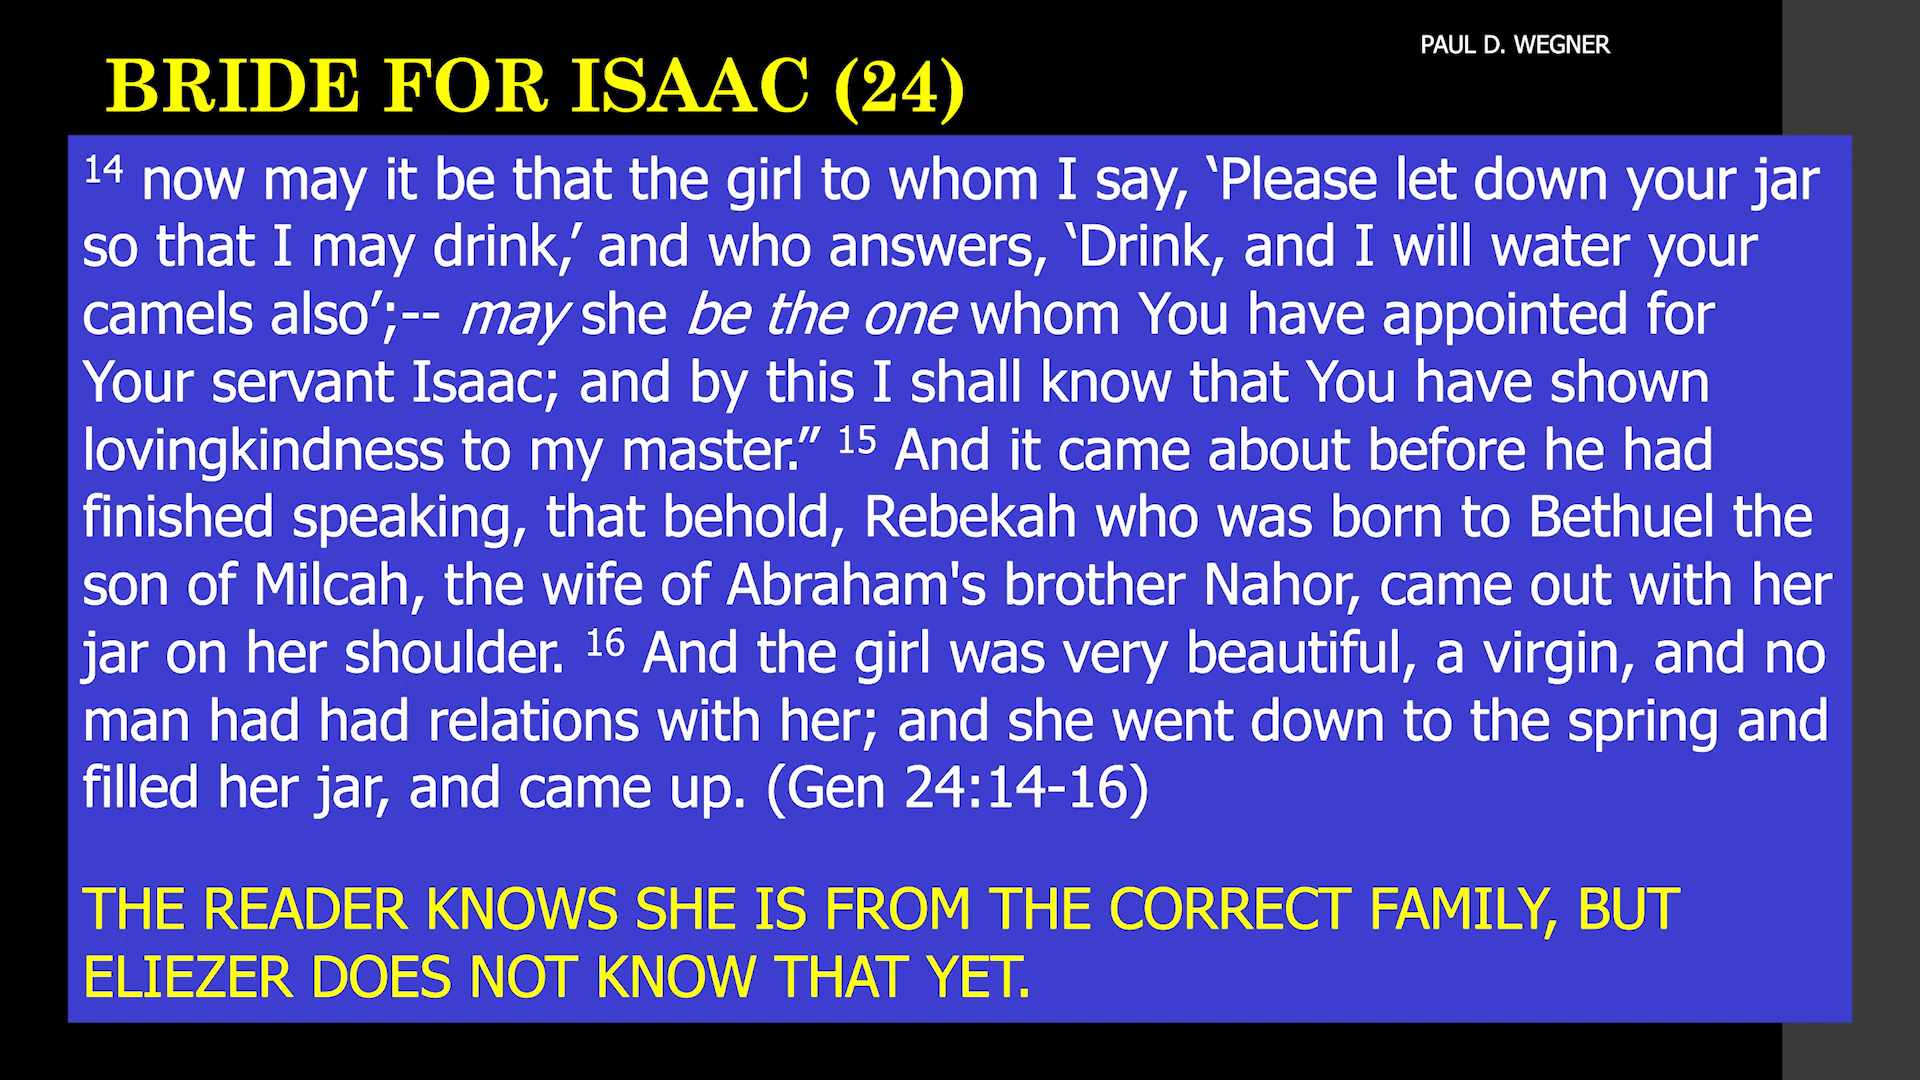 PAUL D. WEGNER
BRIDE FOR ISAAC (24)
14 now may it be that the girl to whom I say, ‘Please let down your jar
so that I may drink,’ and who answers, ‘Drink, and I will water your
camels also’;-- may she be the one whom You have appointed for
Your servant Isaac; and by this I shall know that You have shown
lovingkindness to my master.” 15 And it came about before he had
finished speaking, that behold, Rebekah who was born to Bethuel the
son of Milcah, the wife of Abraham's brother Nahor, came out with her
jar on her shoulder. 16 And the girl was very beautiful, a virgin, and no
man had had relations with her; and she went down to the spring and
filled her jar, and came up. (Gen 24:14-16)
THE READER KNOWS SHE IS FROM THE CORRECT FAMILY, BUT
ELIEZER DOES NOT KNOW THAT YET.